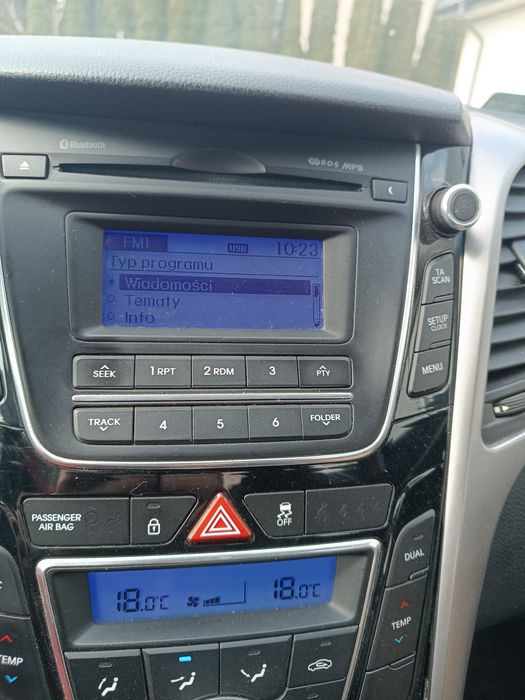 Bluetooth
R·D·S MP3
FM1 USB 10:23
Typ programu
Wiadomości
Tematy
Info
TA
SCAN
SETUP
CLOCK
MENU
SEEK 1 RPT 2 RDM 3 PTY
TRACK 4 5 6 FOLDER
PASSENGER
AIR BAG
OFF
DUAL
18.0°C 18.0°C
TEMP
TEMP